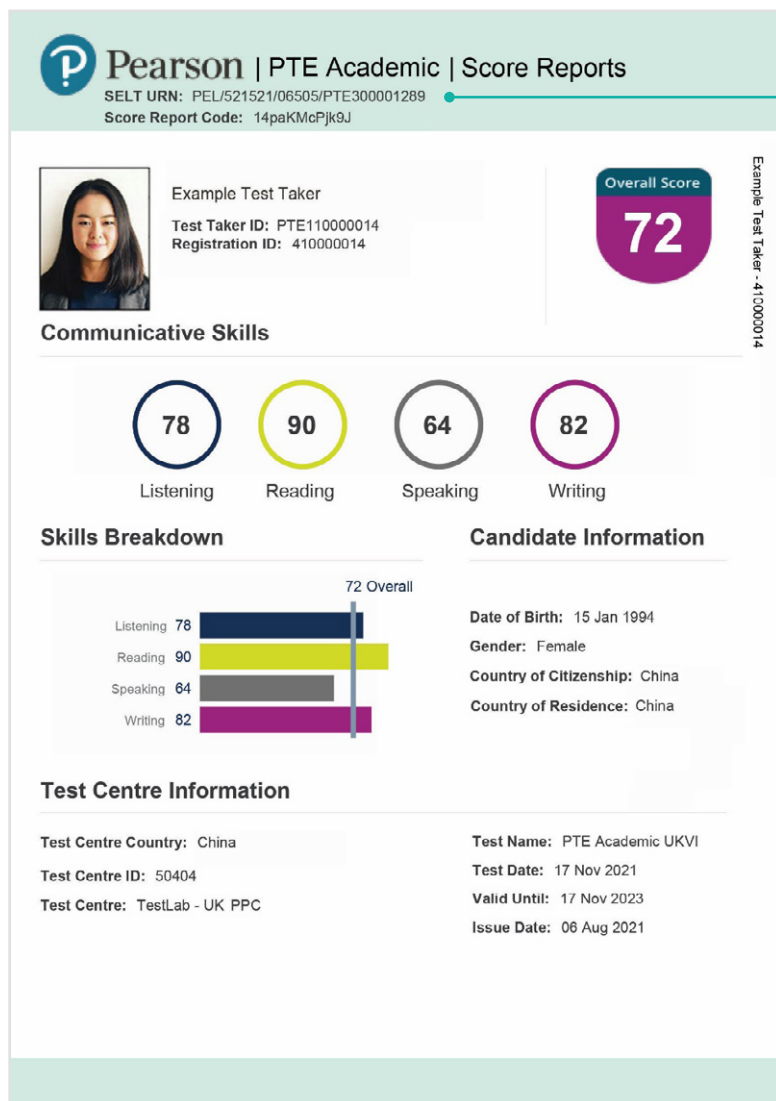 Pearson | PTE Academic | Score Reports
SELT URN: PEL/521521/06505/PTE300001289
Score Report Code: 14paKMcPjk9J
Example Test Taker
Test Taker ID: PTE110000014
Registration ID: 410000014
Overall Score
72
Example Test Taker - 410000014
Communicative Skills
78 90 64 82
Listening Reading Speaking Writing
Skills Breakdown
72 Overall
Listening 78
Reading 90
Speaking 64
Writing 82
Candidate Information
Date of Birth: 15 Jan 1994
Gender: Female
Country of Citizenship: China
Country of Residence: China
Test Centre Information
Test Centre Country: China
Test Centre ID: 50404
Test Centre: TestLab - UK PPC
Test Name: PTE Academic UKVI
Test Date: 17 Nov 2021
Valid Until: 17 Nov 2023
Issue Date: 06 Aug 2021